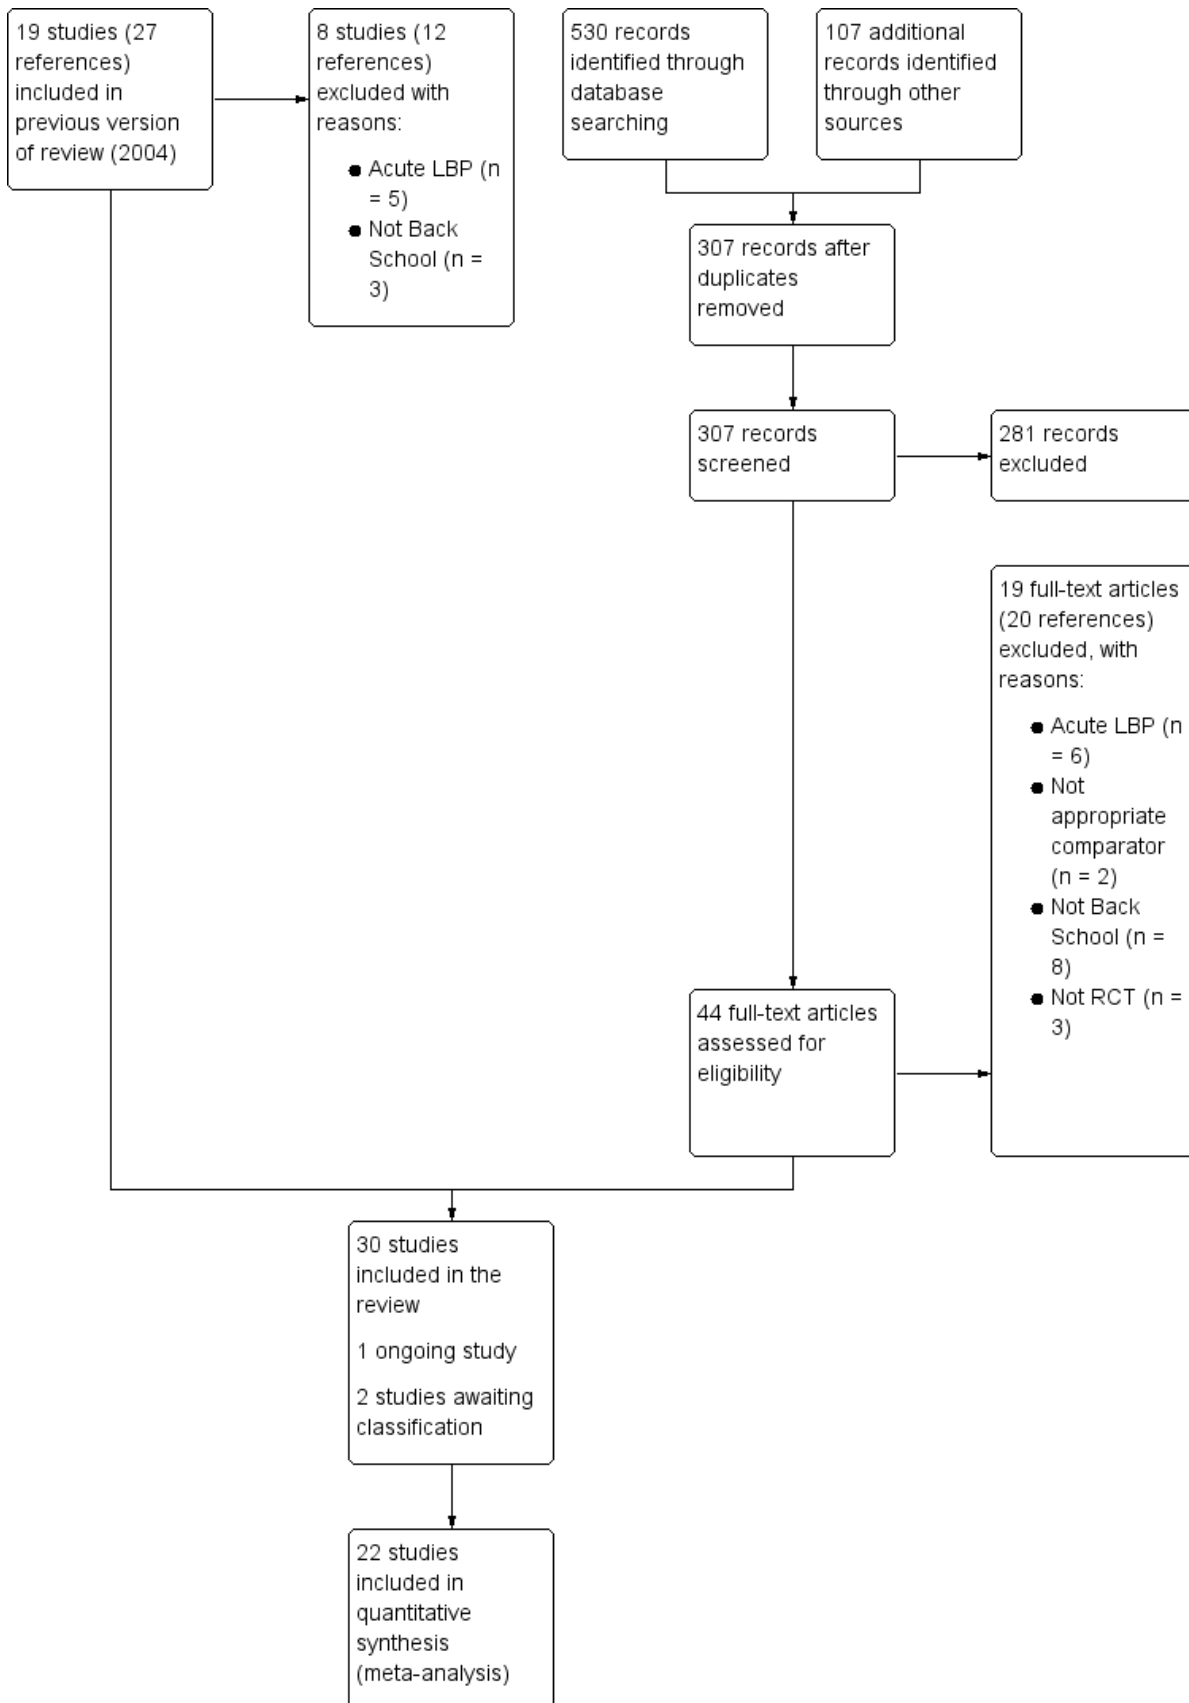 19 studies (27
references)
included in
previous version
of review (2004)
8 studies (12
references)
excluded with
reasons:
● Acute LBP (n
= 5)
● Not Back
School (n =
3)
530 records
identified through
database
searching
107 additional
records identified
through other
sources
307 records after
duplicates
removed
307 records
screened
281 records
excluded
44 full-text articles
assessed for
eligibility
19 full-text articles
(20 references)
excluded, with
reasons:
● Acute LBP (n
= 6)
● Not
appropriate
comparator
(n = 2)
● Not Back
School (n =
8)
● Not RCT (n =
3)
30 studies
included in the
review
1 ongoing study
2 studies awaiting
classification
22 studies
included in
quantitative
synthesis
(meta-analysis)